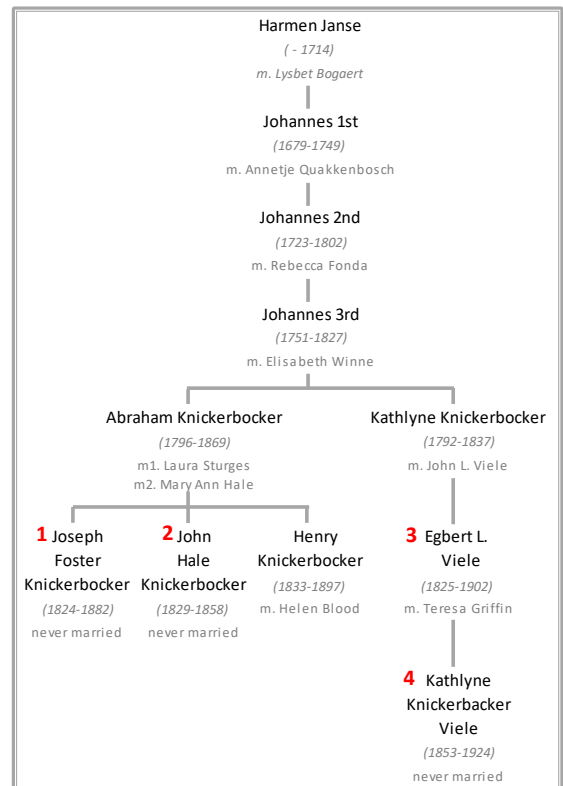 Harmen Janse
( - 1714)
m. Lysbet Bogaert
Johannes 1st
(1679-1749)
m. Annetje Quakkenbosch
Johannes 2nd
(1723-1802)
m. Rebecca Fonda
Johannes 3rd
(1751-1827)
m. Elisabeth Winne
Abraham Knickerbocker
(1796-1869)
m1. Laura Sturges
m2. Mary Ann Hale
Kathlyne Knickerbocker
(1792-1837)
m. John L. Viele
1 Joseph
Foster
Knickerbocker
(1824-1882)
never married
2 John
Hale
Knickerbocker
(1829-1858)
never married
Henry
Knickerbocker
(1833-1897)
m. Helen Blood
3 Egbert L.
Viele
(1825-1902)
m. Teresa Griffin
4 Kathlyne
Knickerbacker
Viele
(1853-1924)
never married